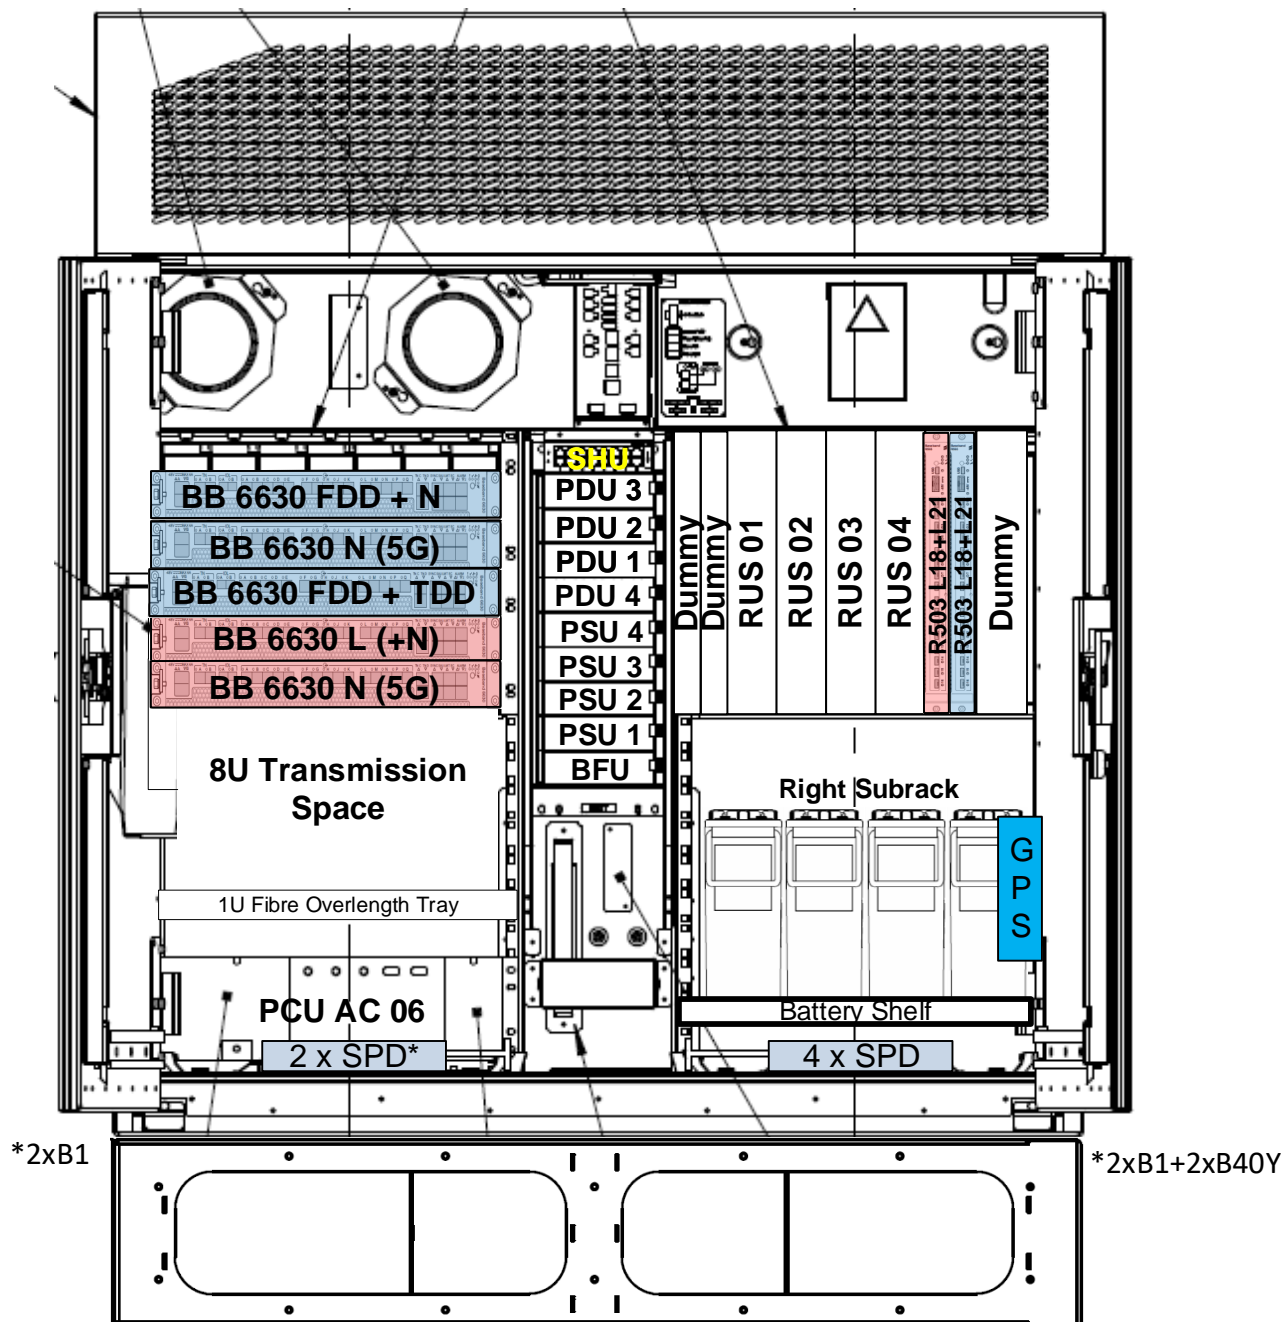 SHU
BB 6630 FDD + N
BB 6630 N (5G)
BB 6630 FDD + TDD
BB 6630 L (+N)
BB 6630 N (5G)
PDU 3
PDU 2
PDU 1
PDU 4
PSU 4
PSU 3
PSU 2
PSU 1
BFU
Dummy
Dummy
RUS 01
RUS 02
RUS 03
RUS 04
R503 L18+L21
R503 L18+L21
Dummy
8U Transmission
Space
1U Fibre Overlength Tray
PCU AC 06
2 x SPD*
Right Subrack
GPS
Battery Shelf
4 x SPD
*2xB1
*2xB1+2xB40Y